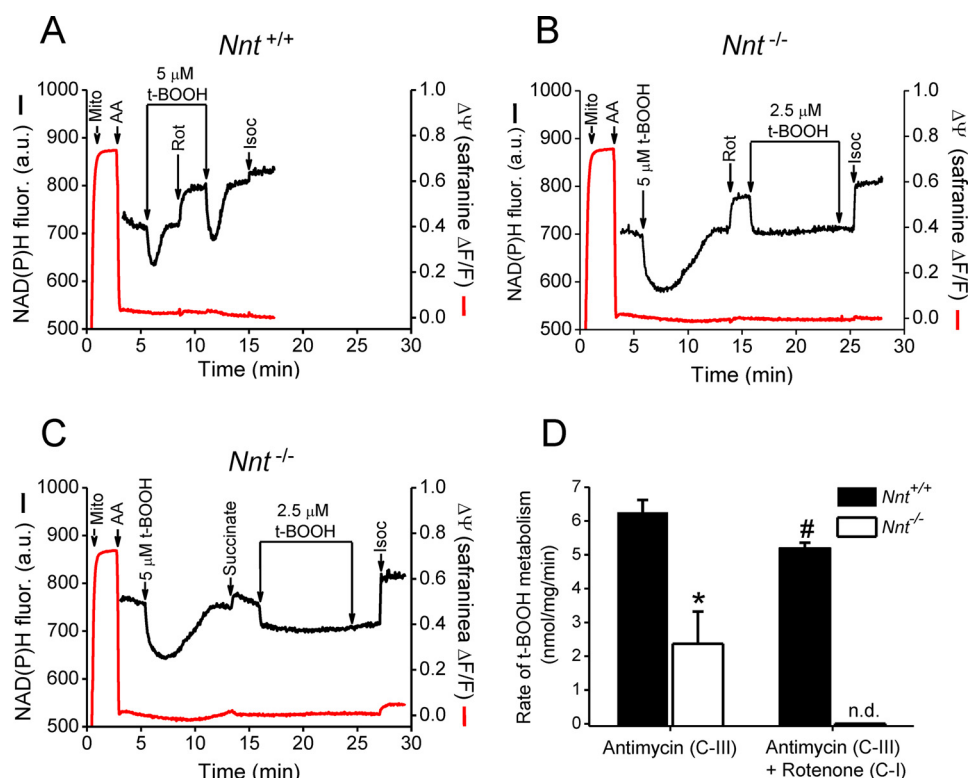 A
Nnt +/+
NAD(P)H fluor. (a.u.)
1000
900
800
700
600
500
Mito
AA
5 μM
t-BOOH
Rot
Isoc
1.0
0.8
0.6
0.4
0.2
0.0
ΔΨ (safranine ΔF/F)
0 5 10 15 20 25 30
Time (min)
B
Nnt -/-
NAD(P)H fluor. (a.u.)
1000
900
800
700
600
500
Mito
AA
5 μM t-BOOH
Rot
2.5 μM
t-BOOH
Isoc
1.0
0.8
0.6
0.4
0.2
0.0
ΔΨ (safranine ΔF/F)
0 5 10 15 20 25 30
Time (min)
C
Nnt -/-
NAD(P)H fluor. (a.u.)
1000
900
800
700
600
500
Mito
AA
5 μM t-BOOH
Succinate
2.5 μM
t-BOOH
Isoc
1.0
0.8
0.6
0.4
0.2
0.0
ΔΨ (safraninea ΔF/F)
0 5 10 15 20 25 30
Time (min)
D
Rate of t-BOOH metabolism
(nmol/mg/min)
7
6
5
4
3
2
1
0
Nnt+/+
Nnt-/-
*
#
n.d.
Antimycin (C-III)
Antimycin (C-III)
+ Rotenone (C-I)